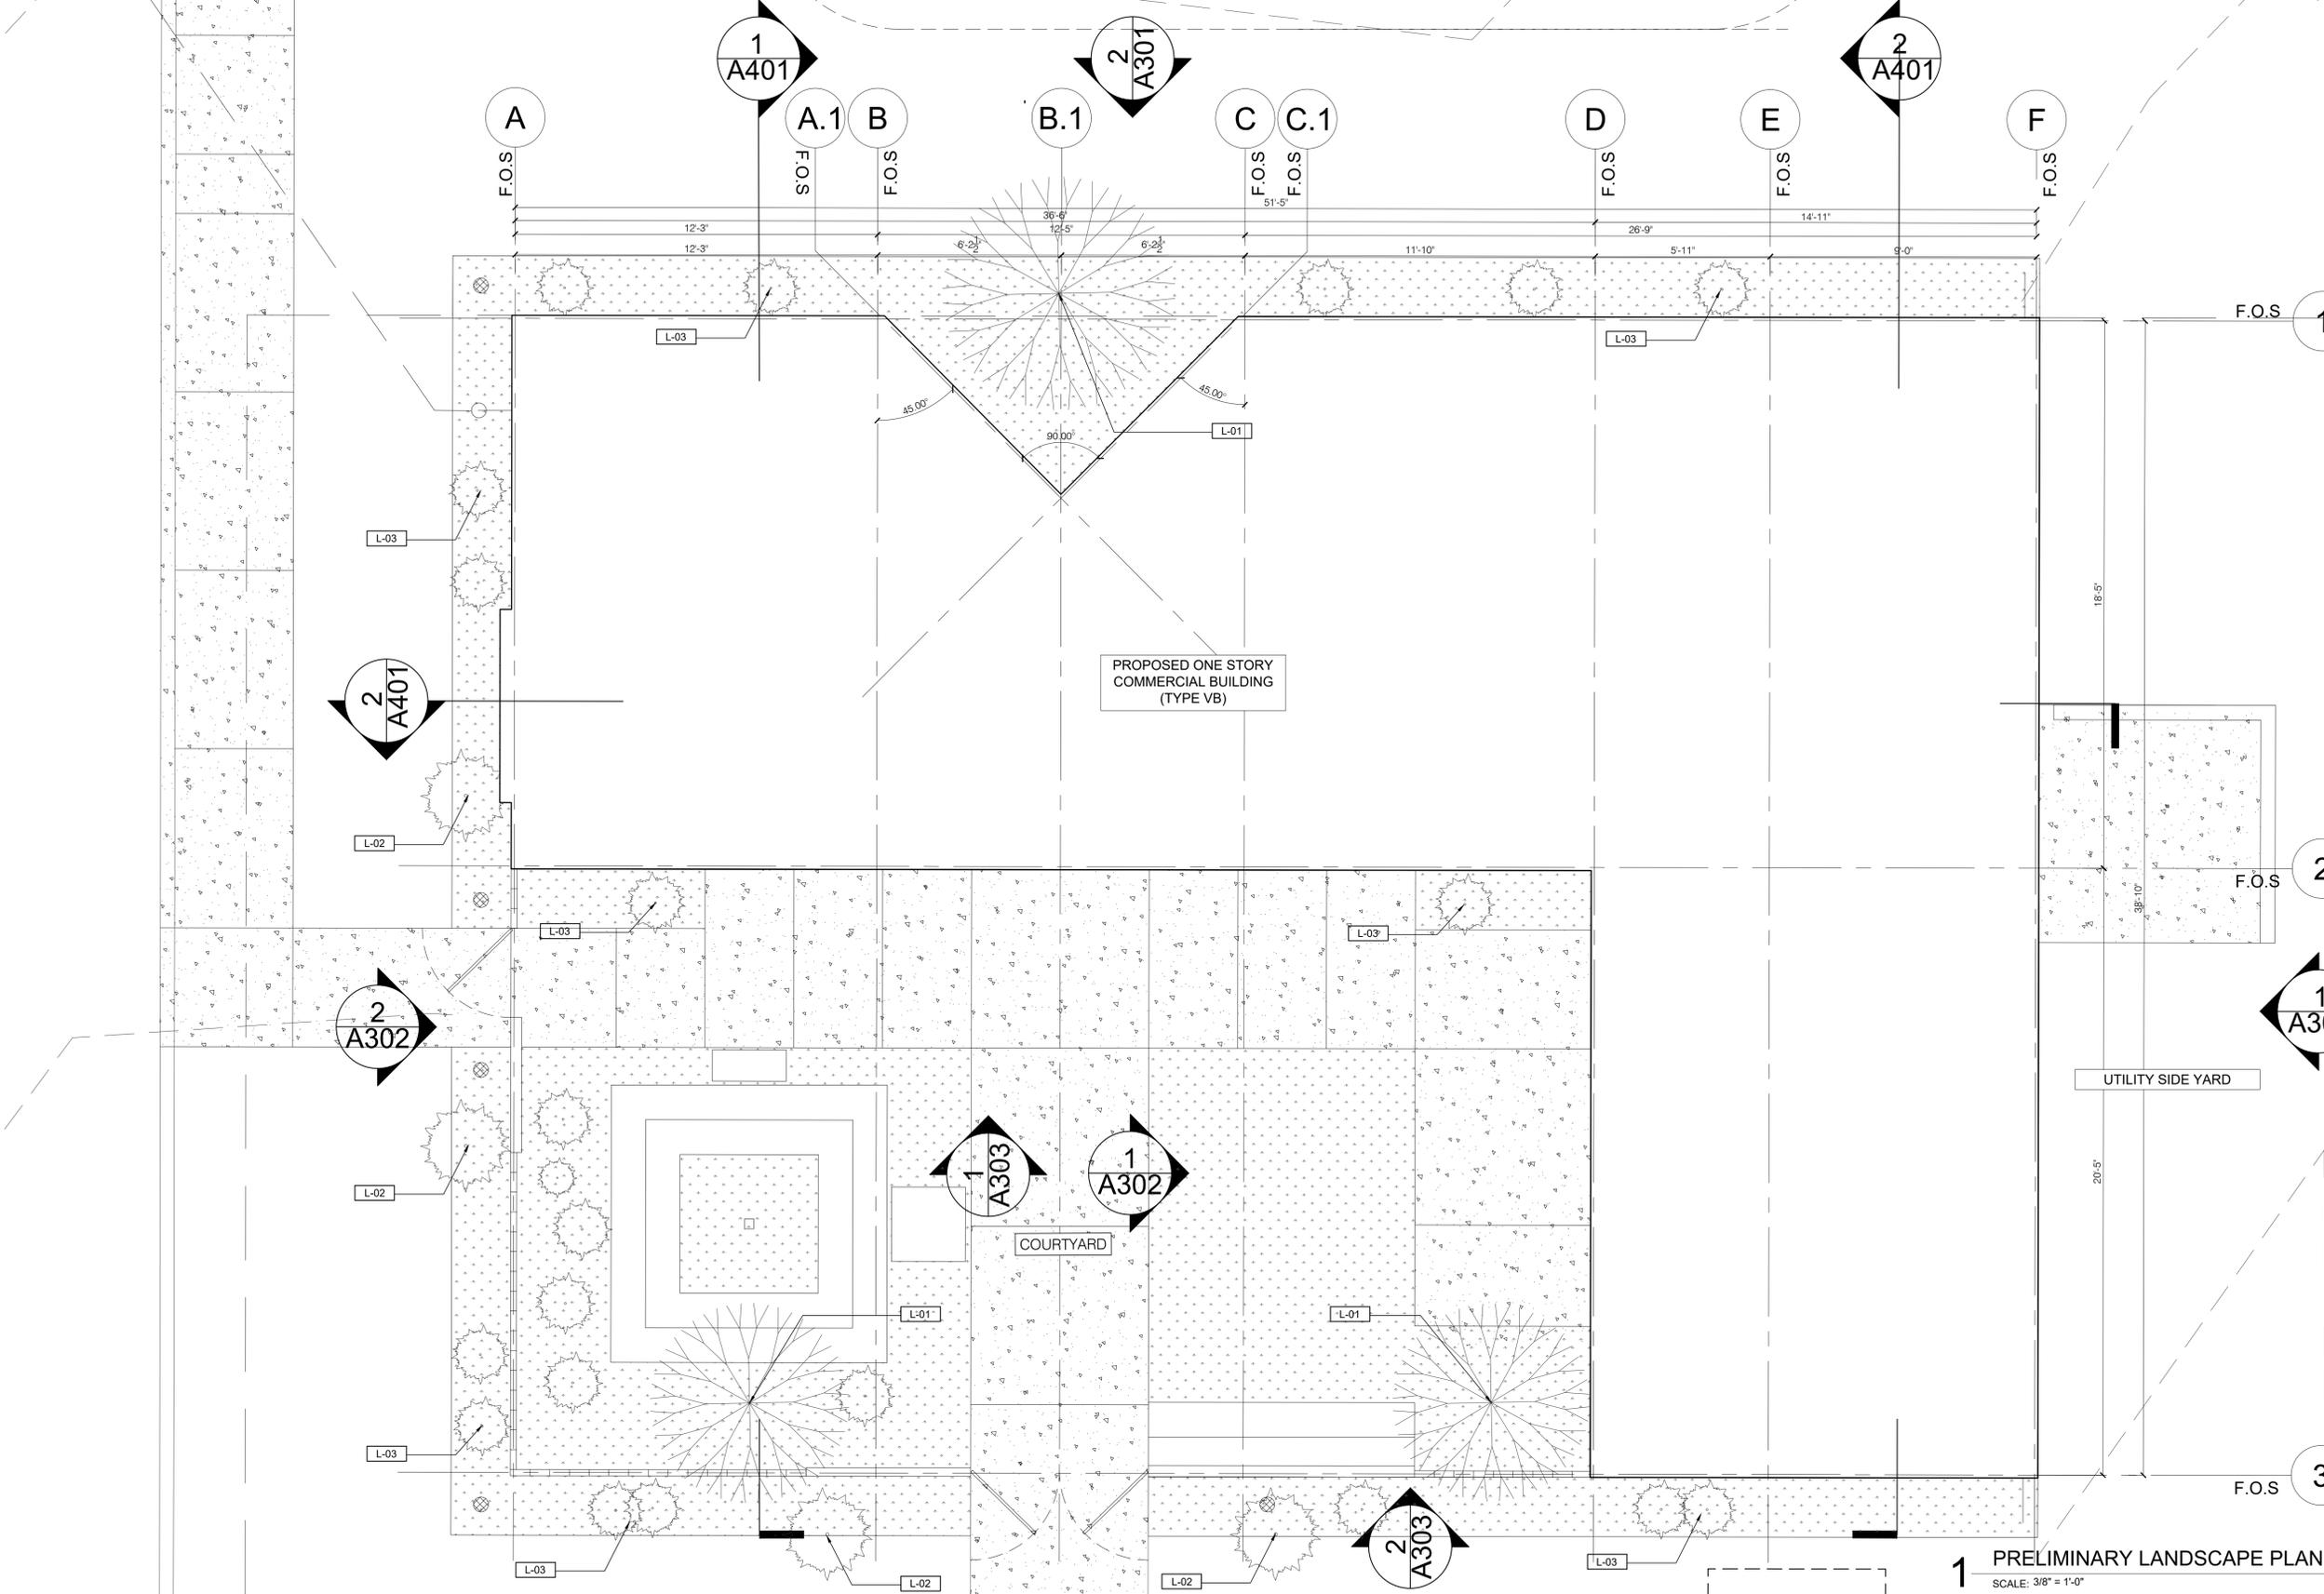 1
A401
2
A301
2
A401
A
A.1
B
B.1
C
C.1
D
E
F
F.O.S
F.O.S
F.O.S
F.O.S
F.O.S
F.O.S
F.O.S
F.O.S
51'-5"
36'-6"
14'-11"
12'-3"
12'-5"
26'-9"
12'-3"
6'-2½"
6'-2½"
11'-10"
5'-11"
9'-0"
F.O.S
1
L-03
L-03
45.00°
45.00°
90.00°
L-01
L-03
18'-5"
2
A401
PROPOSED ONE STORY
COMMERCIAL BUILDING
(TYPE VB)
L-02
2
F.O.S
38'-10"
L-03
L-03
2
A302
1
UTILITY SIDE YARD
1
A303
1
A302
20'-5"
L-02
COURTYARD
L-01
L-01
L-03
3
F.O.S
2
A303
L-03
L-02
L-02
L-03
1
PRELIMINARY LANDSCAPE PLAN
SCALE: 3/8" = 1'-0"